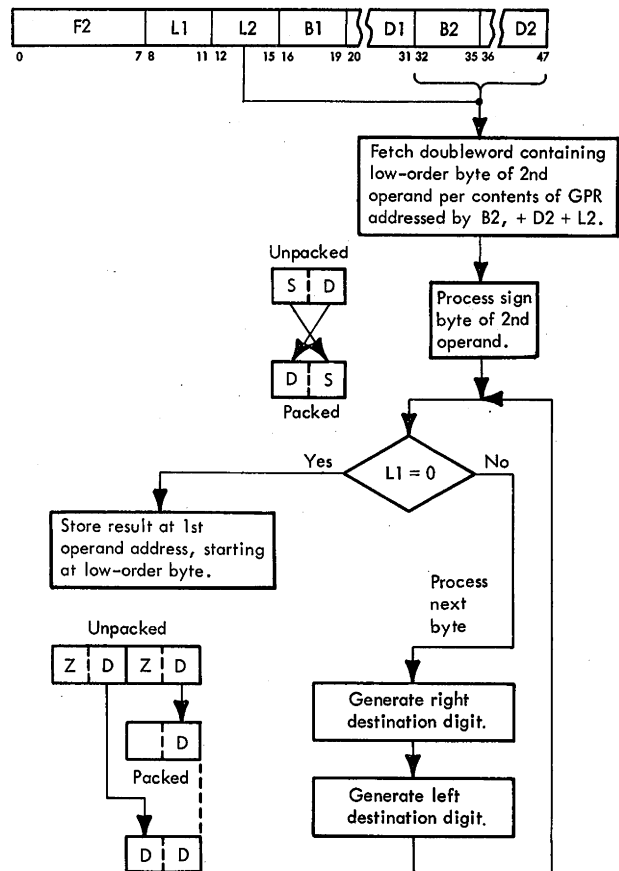 F2 L1 L2 B1 D1 B2 D2
0 7 8 11 12 15 16 19 20 31 32 35 36 47
Fetch doubleword containing
low-order byte of 2nd
operand per contents of GPR
addressed by B2, + D2 + L2.
Unpacked
S D
D S
Packed
Process sign
byte of 2nd
operand.
Yes
L1 = 0
No
Store result at 1st
operand address, starting
at low-order byte.
Process
next
byte
Unpacked
Z D Z D
D
Packed
D D
Generate right
destination digit.
Generate left
destination digit.